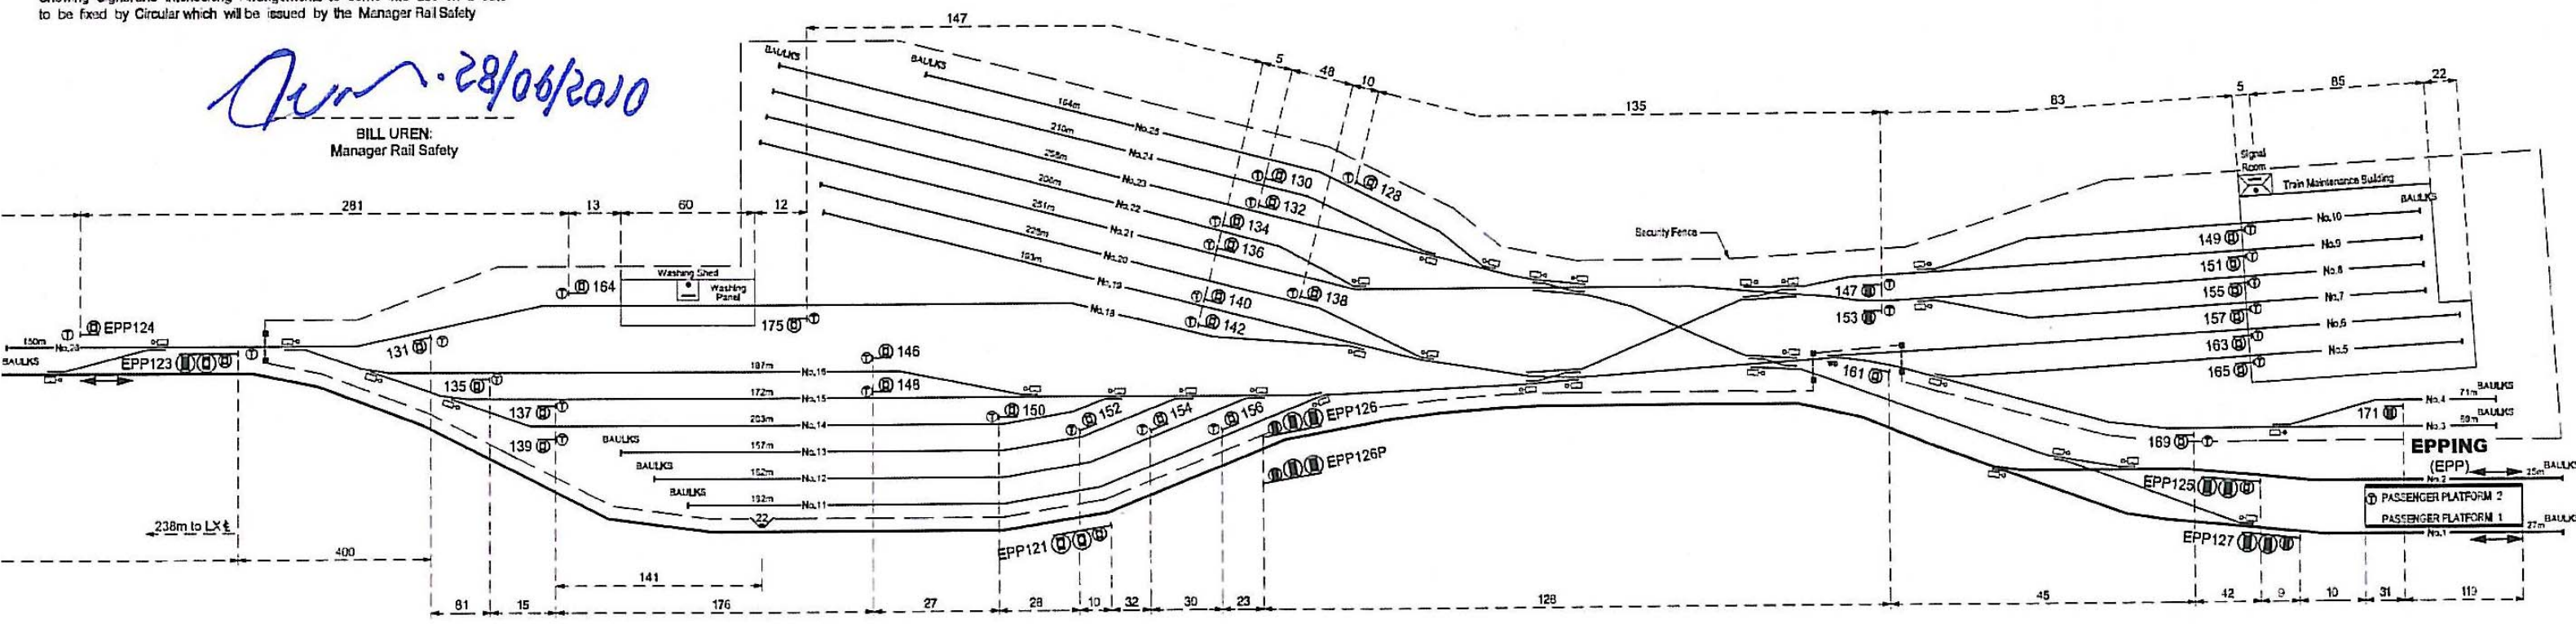 to be fixed by Circular which will be issued by the Manager Rail Safety
28/06/2010
BILL UREN:
Manager Rail Safety
147
5
48
10
135
83
5
85
22
281
13
60
12
BAULKS
BAULKS
164m No.25
210m No.24
No.23
No.22
251m No.21
No.20
193m No.19
No.18
130
128
132
134
136
140
138
142
Security Fence
Signal
Room
Train Maintenance Building
BAULKS
No.10
No.9
No.8
No.7
No.6
No.5
149
151
155
157
163
165
147
153
161
Washing Shed
Washing
Panel
164
175
EPP124
BAULKS
EPP123
131
135
137
139
146
148
187m No.16
172m No.15
203m No.14
BAULKS 157m No.13
BAULKS 162m No.12
BAULKS 192m No.11
22
150
152
154
156
EPP126
EPP126P
EPP121
171
No.4 71m BAULKS
No.3 BAULKS
169
EPPING
(EPP)
No.2 25m
EPP125
PASSENGER PLATFORM 2
PASSENGER PLATFORM 1
EPP127
No.1 27m
238m to LX
400
141
81
15
176
27
28
10
32
30
23
128
45
42
9
10
31
119